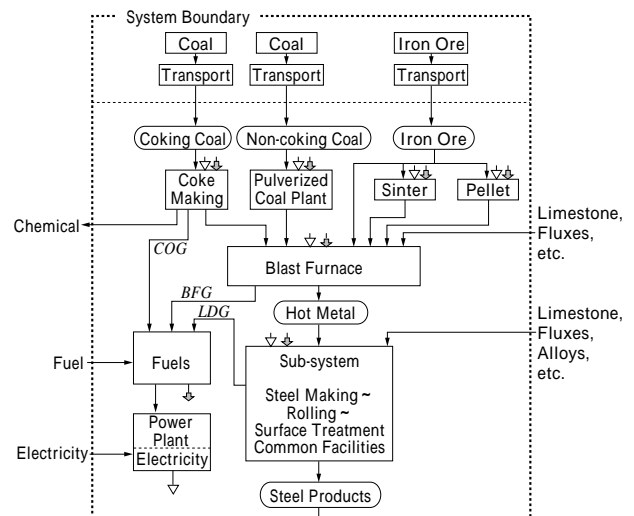 System Boundary
Coal
Coal
Iron Ore
Transport
Transport
Transport
Coking Coal
Non-coking Coal
Iron Ore
Coke
Making
Pulverized
Coal Plant
Sinter
Pellet
Chemical
COG
Limestone,
Fluxes,
etc.
Blast Furnace
BFG
LDG
Hot Metal
Limestone,
Fluxes,
Alloys,
etc.
Fuel
Fuels
Sub-system
Steel Making ~
Rolling ~
Surface Treatment
Common Facilities
Power
Plant
Electricity
Electricity
Steel Products